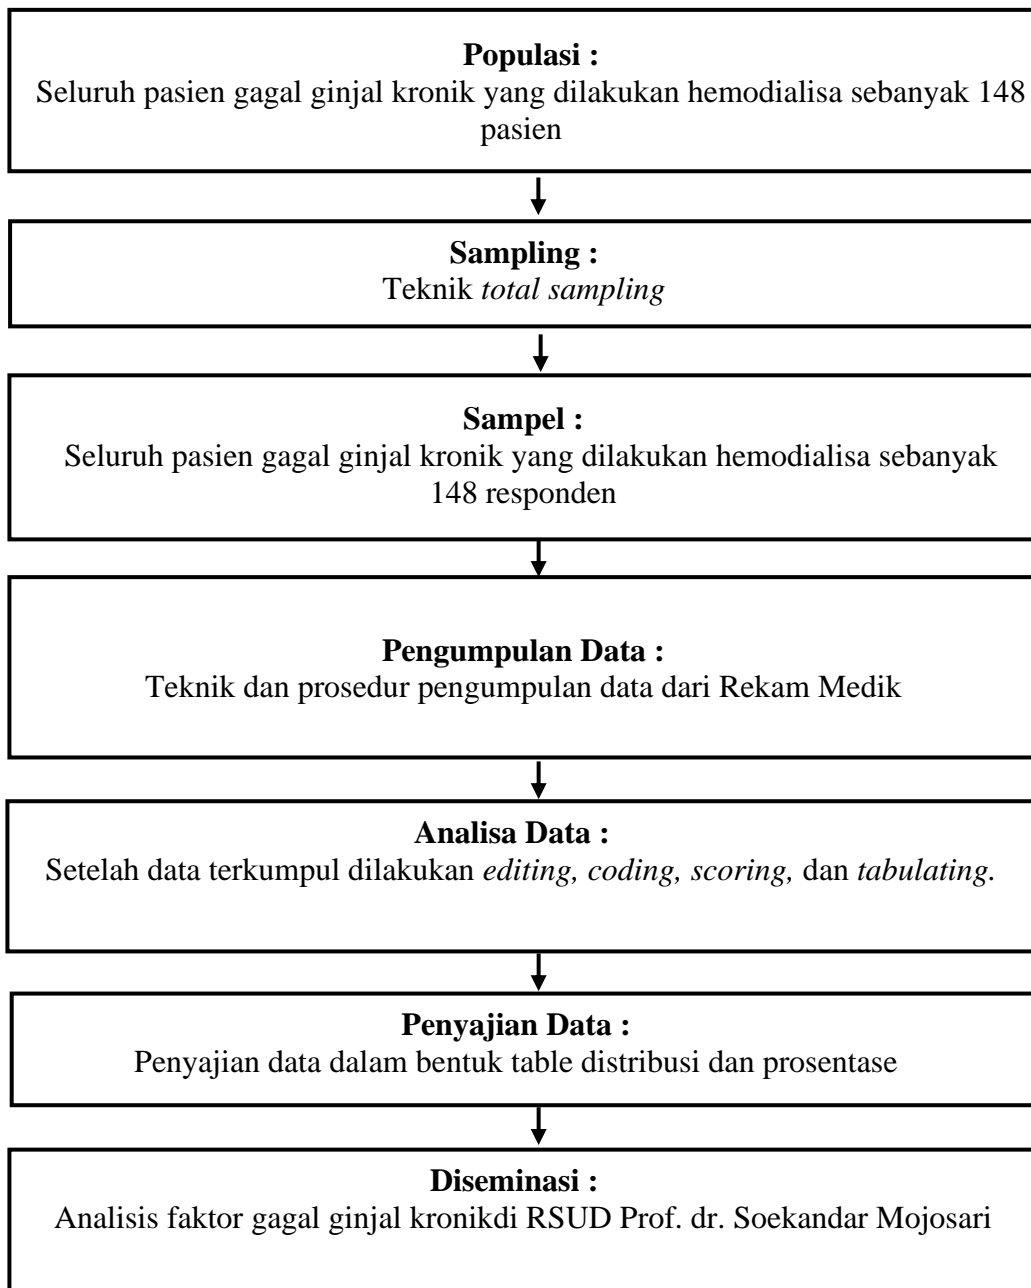 Populasi :
Seluruh pasien gagal ginjal kronik yang dilakukan hemodialisa sebanyak 148
pasien
Sampling :
Teknik total sampling
Sampel :
Seluruh pasien gagal ginjal kronik yang dilakukan hemodialisa sebanyak
148 responden
Pengumpulan Data :
Teknik dan prosedur pengumpulan data dari Rekam Medik
Analisa Data :
Setelah data terkumpul dilakukan editing, coding, scoring, dan tabulating.
Penyajian Data :
Penyajian data dalam bentuk table distribusi dan prosentase
Diseminasi :
Analisis faktor gagal ginjal kronikdi RSUD Prof. dr. Soekandar Mojosari